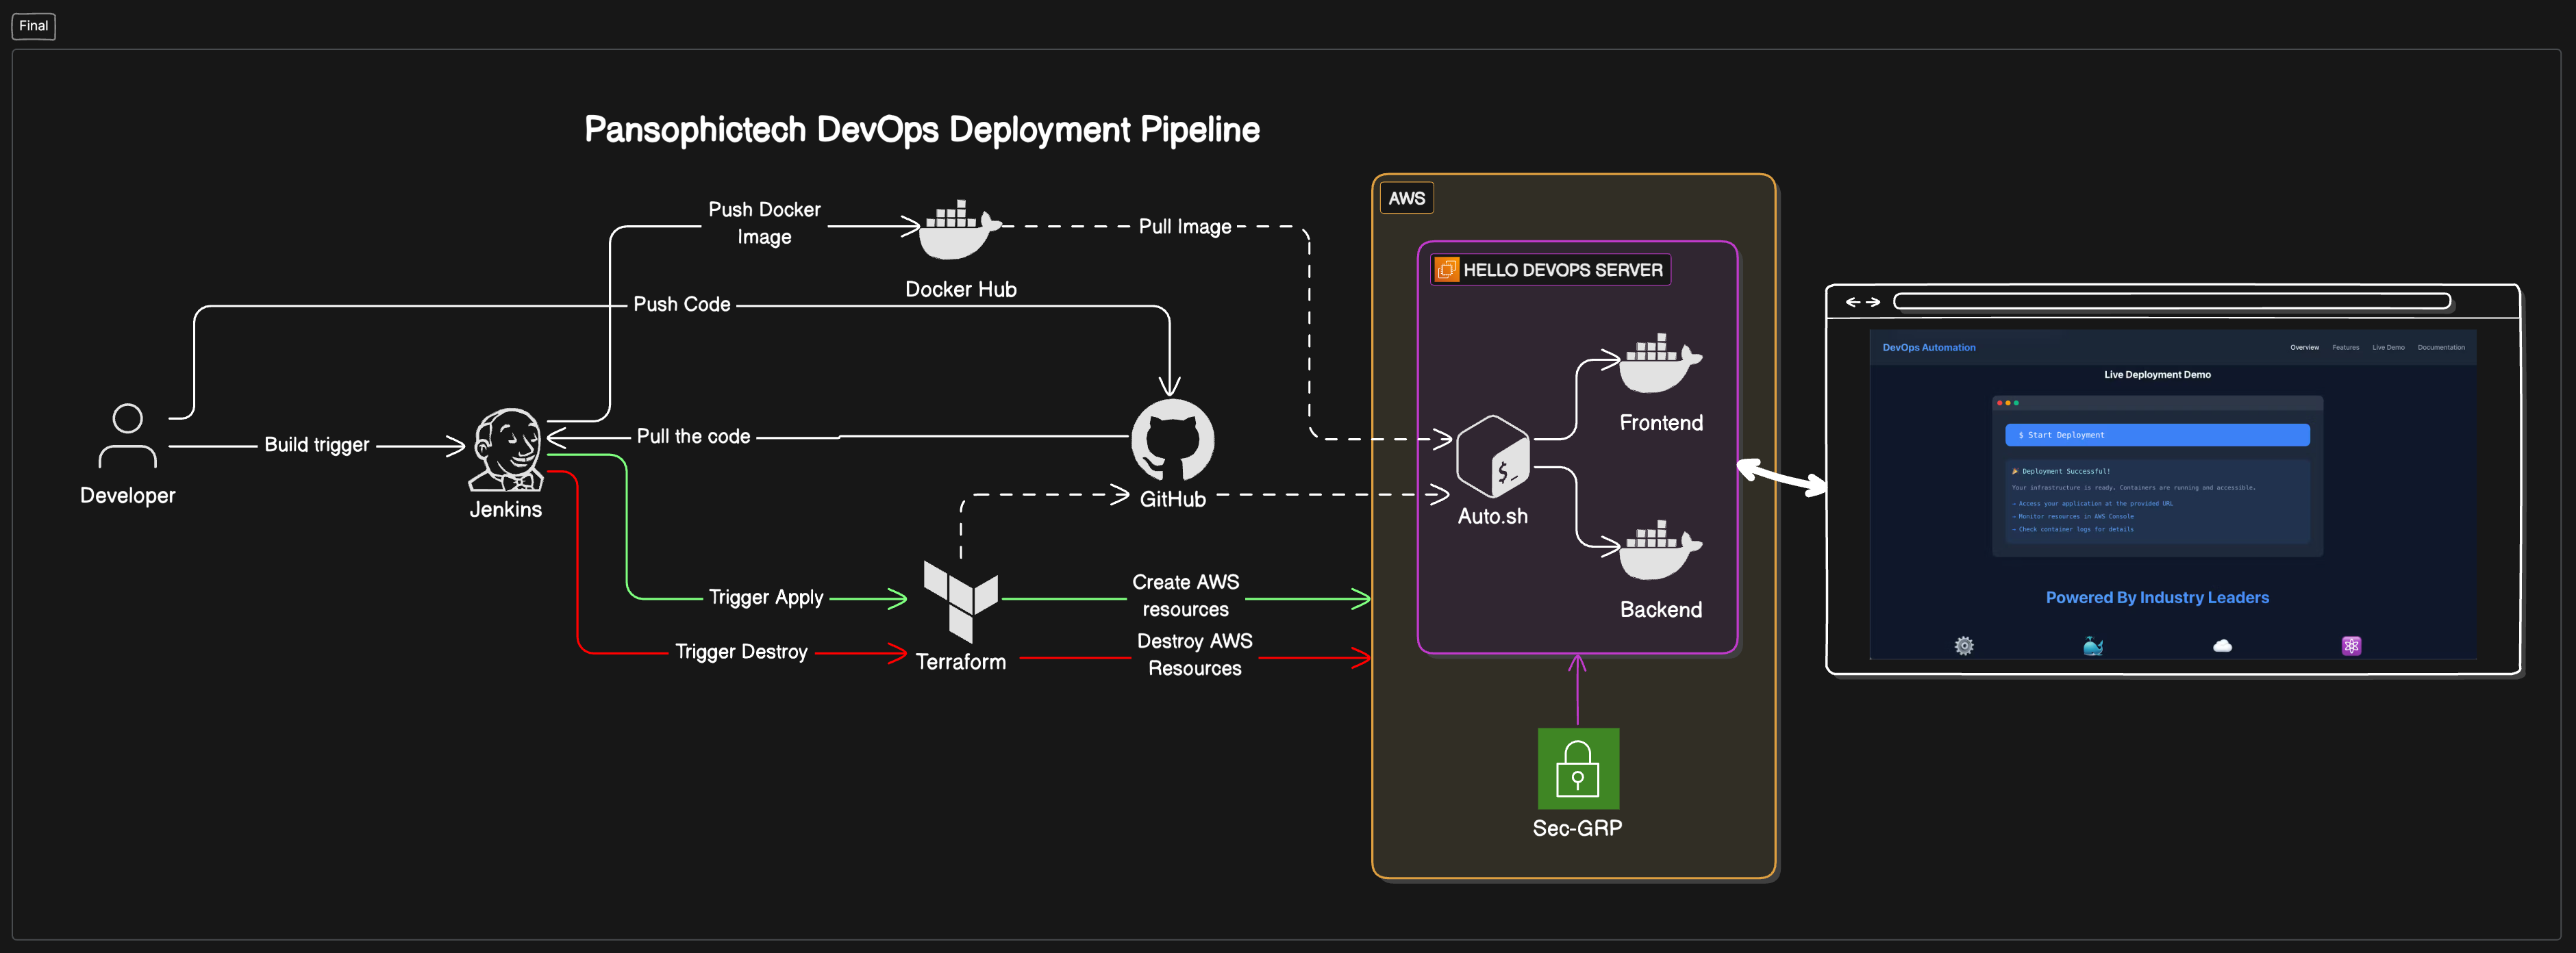 Final
Pansophictech DevOps Deployment Pipeline
Push Docker
Image
Docker Hub
Pull Image
Push Code
Build trigger
Developer
Jenkins
Pull the code
GitHub
Trigger Apply
Trigger Destroy
Terraform
Create AWS
resources
Destroy AWS
Resources
AWS
HELLO DEVOPS SERVER
$_
Auto.sh
Frontend
Backend
Sec-GRP
DevOps Automation
Overview
Features
Live Demo
Documentation
Live Deployment Demo
$ Start Deployment
🎉 Deployment Successful!
Your infrastructure is ready. Containers are running and accessible.
→ Access your application at the provided URL
→ Monitor resources in AWS Console
→ Check container logs for details
Powered By Industry Leaders